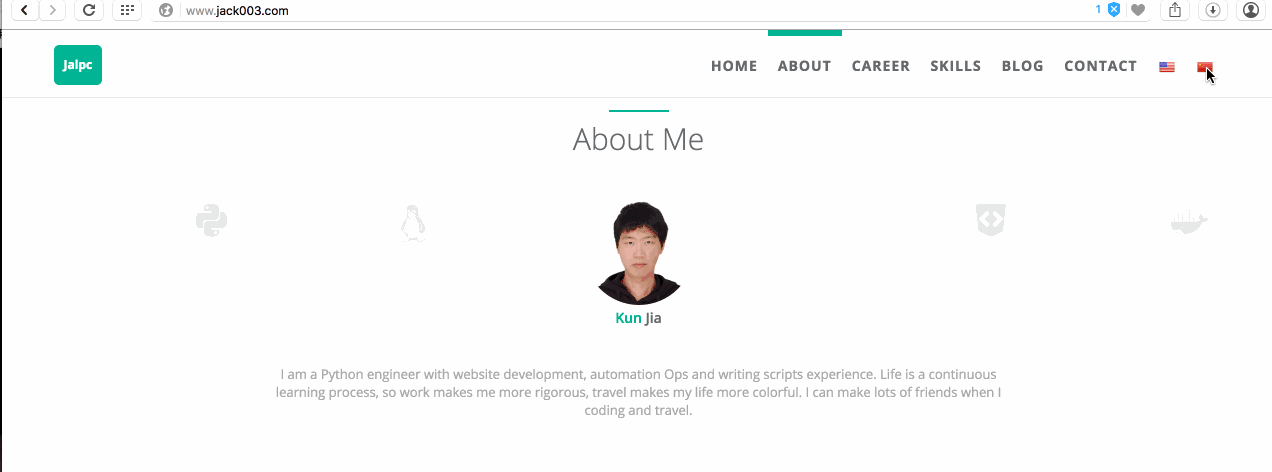 www.jack003.com
1
Jalpc
HOME ABOUT CAREER SKILLS BLOG CONTACT
About Me
Kun Jia
I am a Python engineer with website development, automation Ops and writing scripts experience. Life is a continuous
learning process, so work makes me more rigorous, travel makes my life more colorful. I can make lots of friends when I
coding and travel.